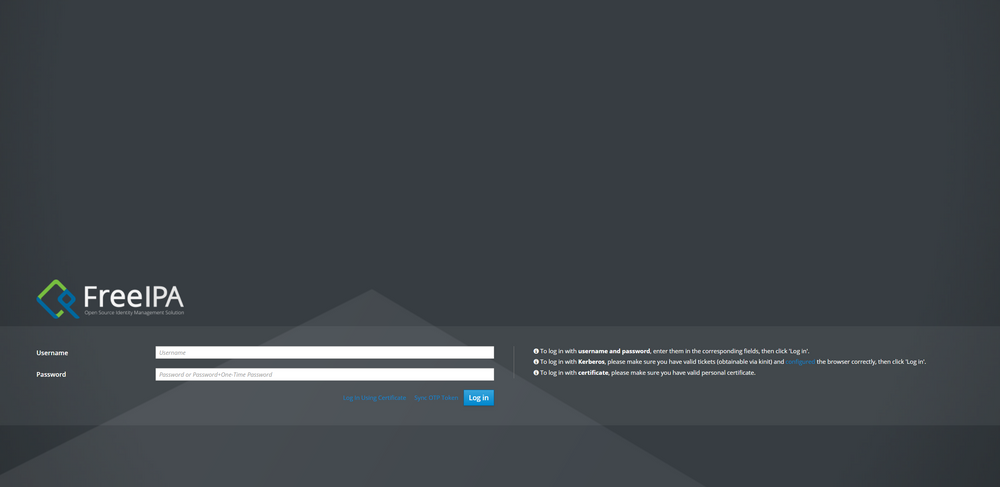 FreeIPA
Open Source Identity Management Solution
Username
Username
Password
Password or Password+One-Time Password
Log In Using Certificate
Sync OTP Token
Log in
To log in with username and password, enter them in the corresponding fields, then click 'Log in'.
To log in with Kerberos, please make sure you have valid tickets (obtainable via kinit) and configured the browser correctly, then click 'Log in'.
To log in with certificate, please make sure you have valid personal certificate.